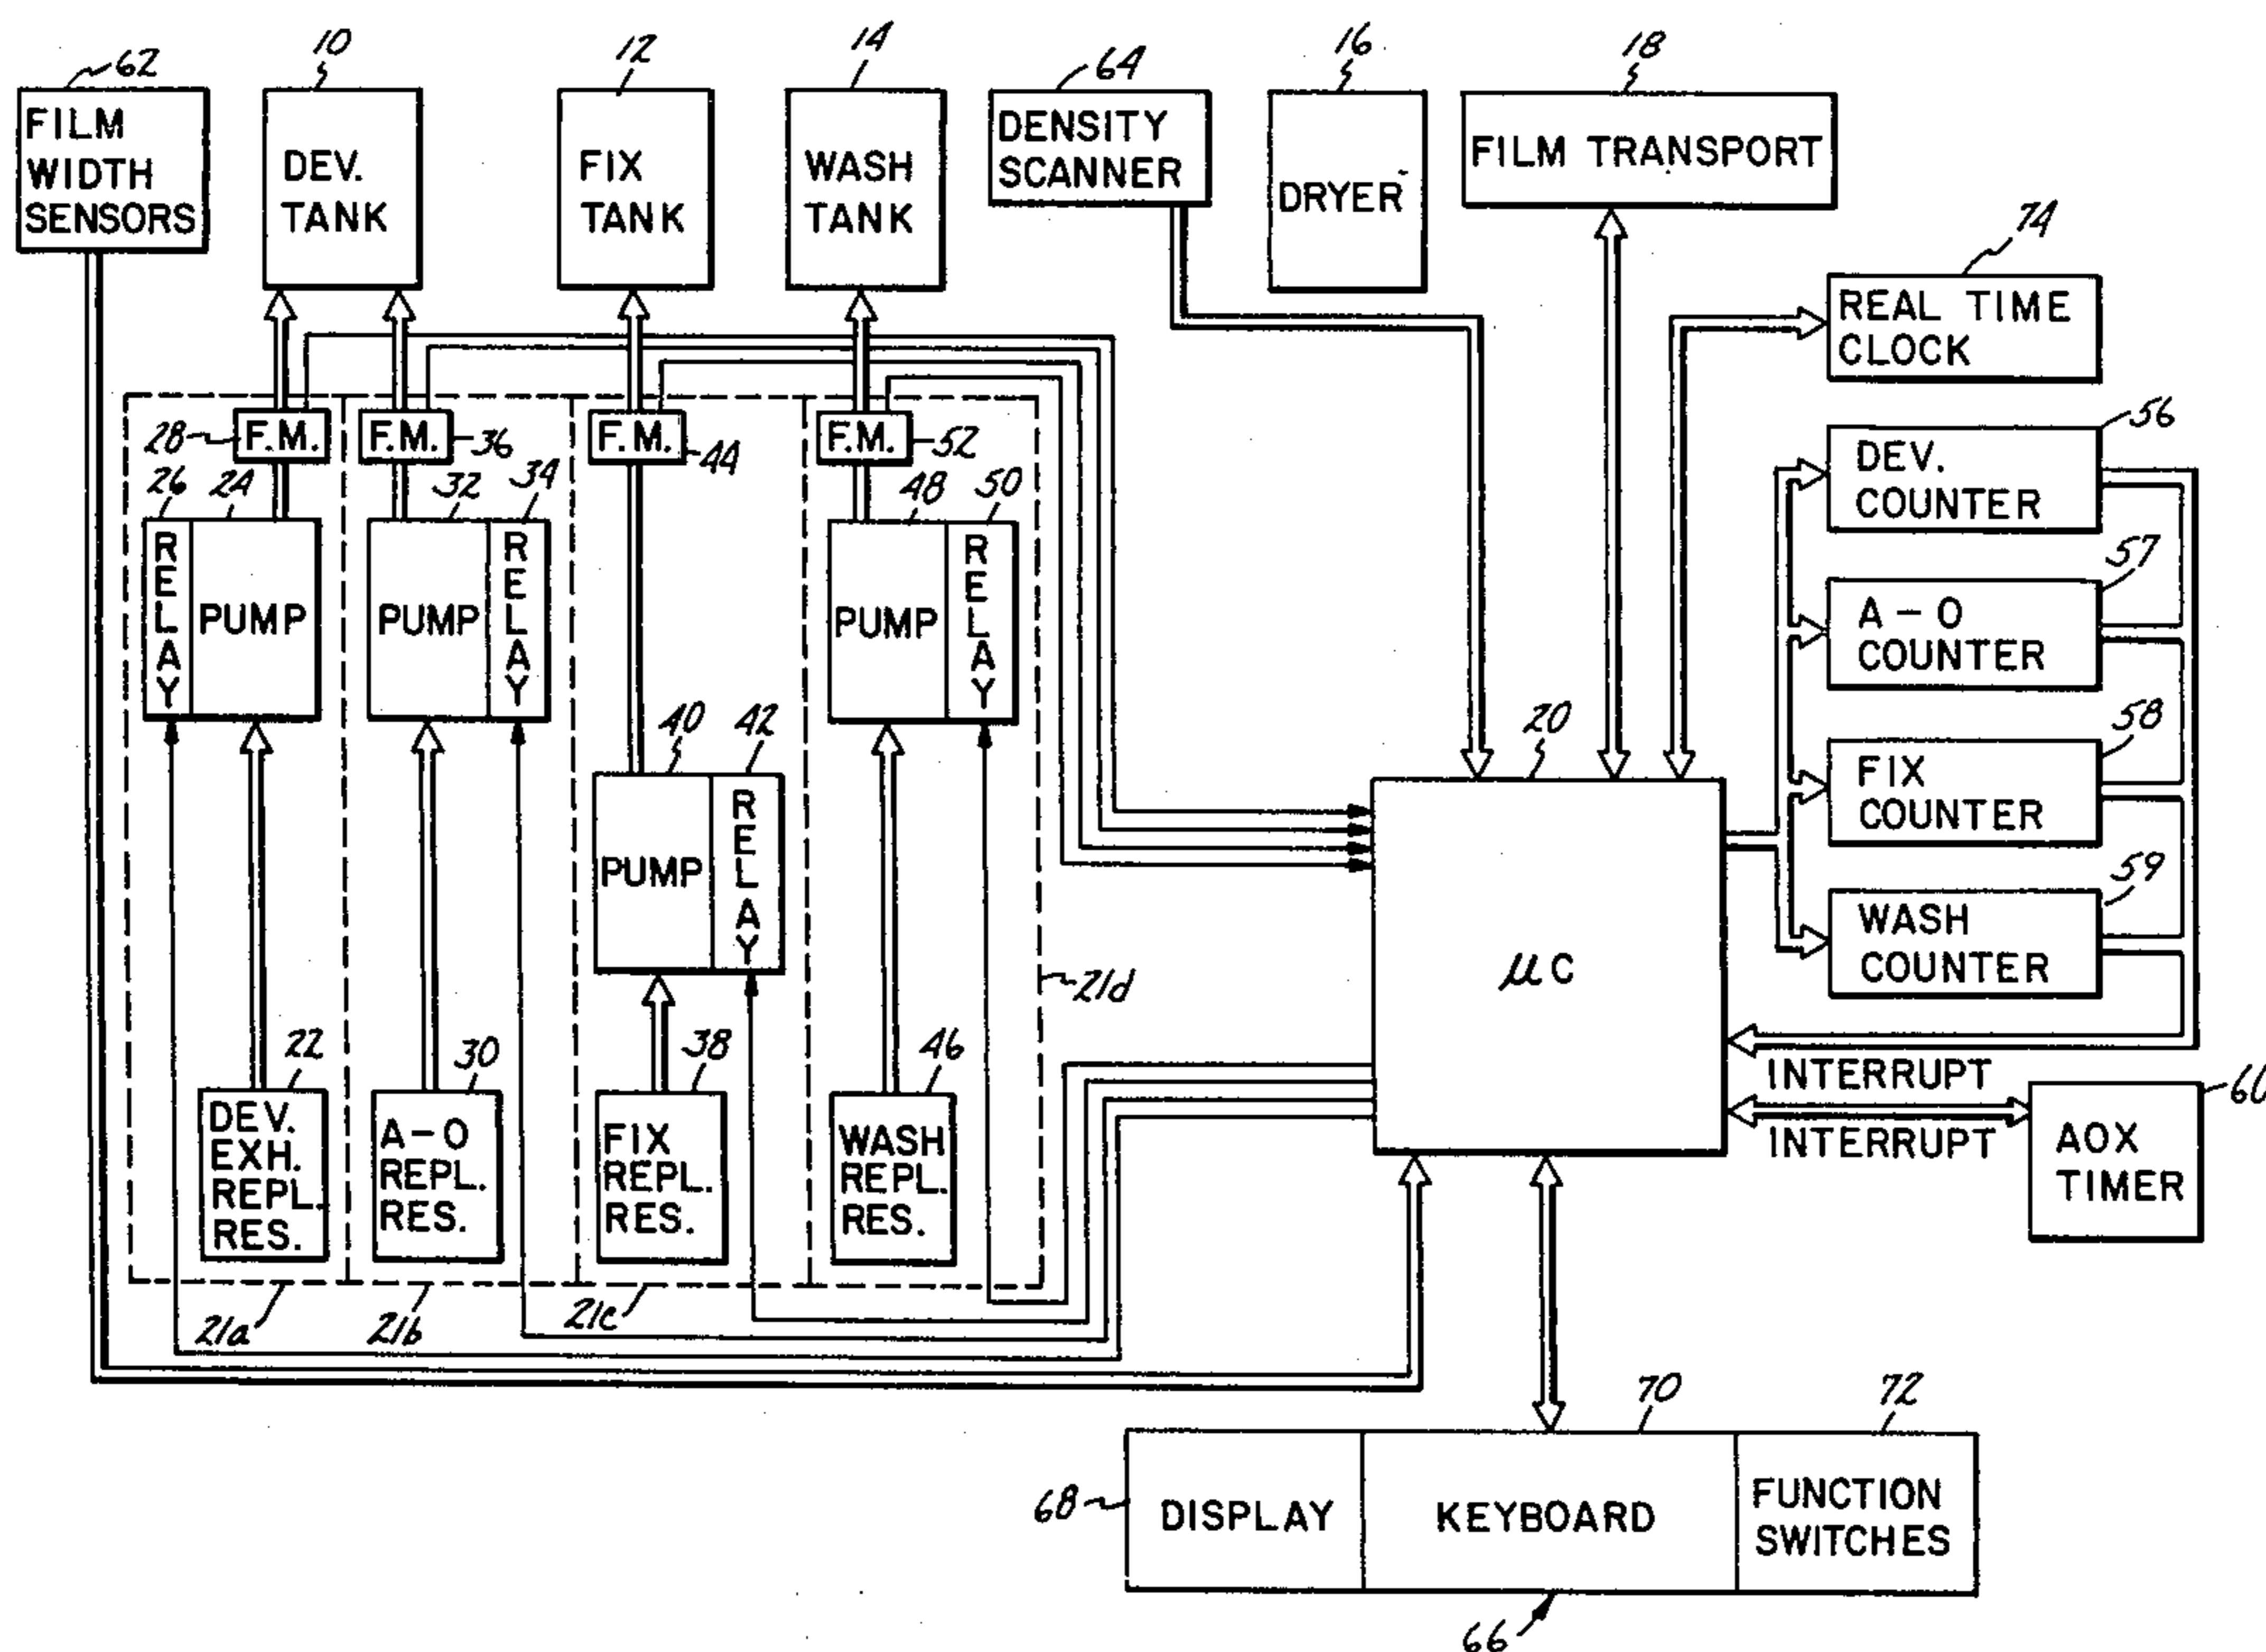 62
10
12
14
64
16
18
FILM
WIDTH
SENSORS
DEV.
TANK
FIX
TANK
WASH
TANK
DENSITY
SCANNER
DRYER
FILM TRANSPORT
74
REAL TIME
CLOCK
28
F.M.
F.M.
36
F.M.
44
F.M.
52
56
DEV.
COUNTER
26
24
32
34
48
50
RELAY
PUMP
PUMP
RELAY
PUMP
RELAY
57
A-O
COUNTER
40
42
20
58
PUMP
RELAY
FIX
COUNTER
59
WASH
COUNTER
μC
21d
22
30
38
46
DEV.
EXH.
REPL.
RES.
A-O
REPL.
RES.
FIX
REPL.
RES.
WASH
REPL.
RES.
INTERRUPT
INTERRUPT
60
AOX
TIMER
21a
21b
21c
70
72
68
DISPLAY
KEYBOARD
FUNCTION
SWITCHES
66